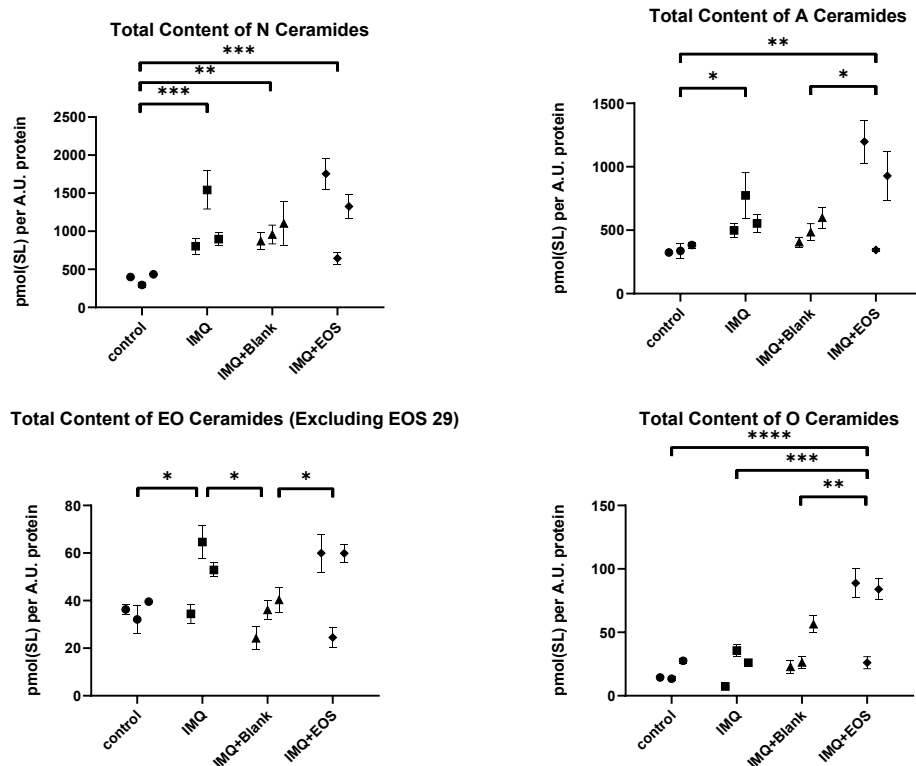 Total Content of N Ceramides
***
**
***
pmol(SL) per A.U. protein
2500
2000
1500
1000
500
0
control
IMQ
IMQ+Blank
IMQ+EOS
Total Content of A Ceramides
**
*
*
pmol(SL) per A.U. protein
1500
1000
500
0
control
IMQ
IMQ+Blank
IMQ+EOS
Total Content of EO Ceramides (Excluding EOS 29)
*
*
*
pmol(SL) per A.U. protein
80
60
40
20
0
control
IMQ
IMQ+Blank
IMQ+EOS
Total Content of O Ceramides
****
***
**
pmol(SL) per A.U. protein
150
100
50
0
control
IMQ
IMQ+Blank
IMQ+EOS